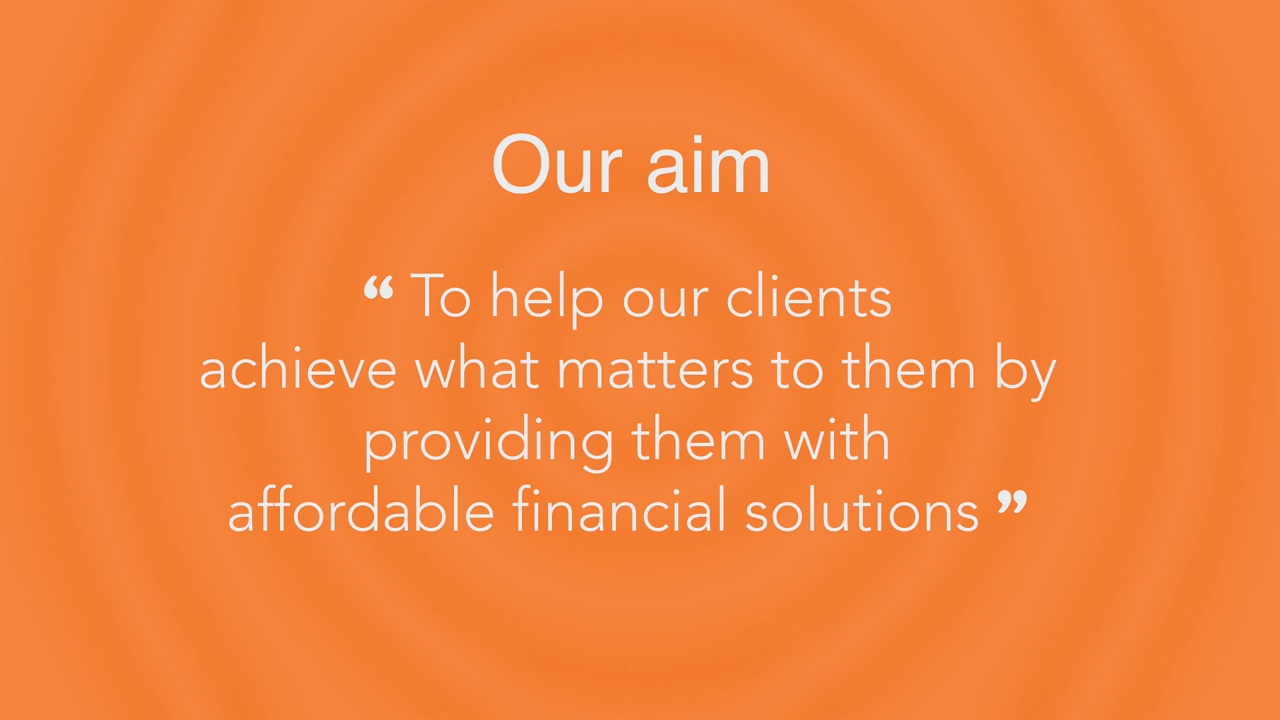 Our aim
“ To help our clients
achieve what matters to them by
providing them with
affordable financial solutions ”